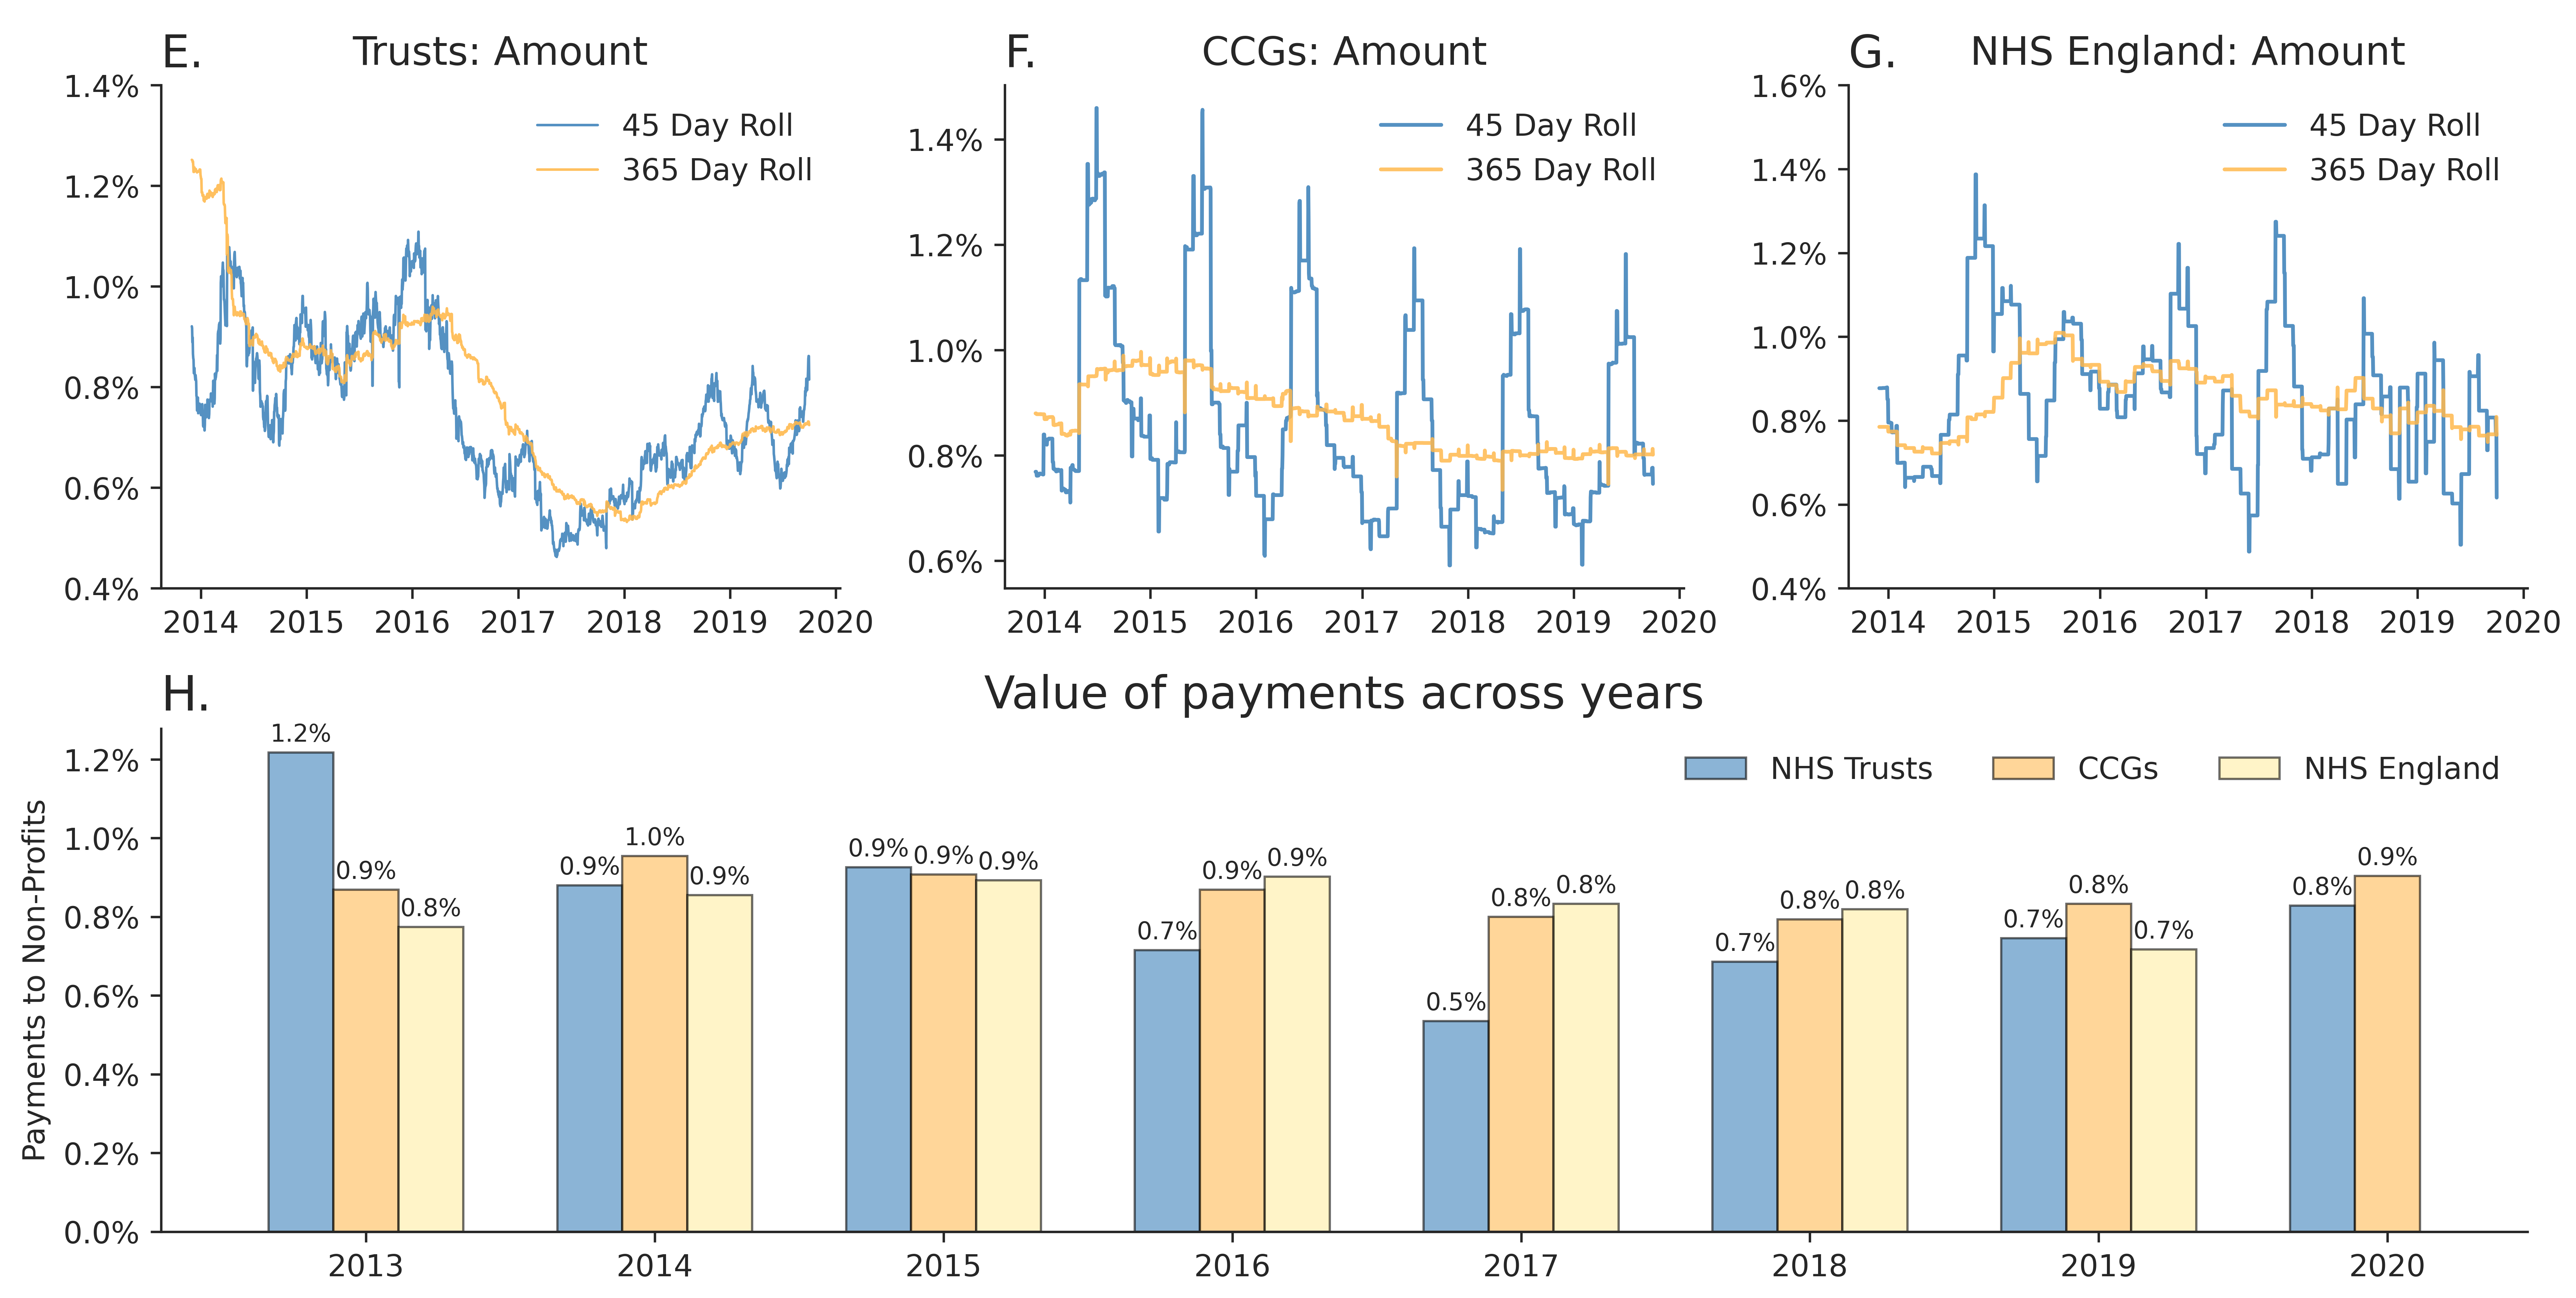 E. Trusts: Amount
1.4%
1.2%
1.0%
0.8%
0.6%
0.4%
45 Day Roll
365 Day Roll
2014 2015 2016 2017 2018 2019 2020
F. CCGs: Amount
1.4%
1.2%
1.0%
0.8%
0.6%
45 Day Roll
365 Day Roll
2014 2015 2016 2017 2018 2019 2020
G. NHS England: Amount
1.6%
1.4%
1.2%
1.0%
0.8%
0.6%
0.4%
45 Day Roll
365 Day Roll
2014 2015 2016 2017 2018 2019 2020
H. Value of payments across years
Payments to Non-Profits
1.2%
1.0%
0.8%
0.6%
0.4%
0.2%
0.0%
NHS Trusts CCGs NHS England
1.2% 0.9% 0.8%
0.9% 1.0% 0.9%
0.9% 0.9% 0.9%
0.7% 0.9% 0.9%
0.5% 0.8% 0.8%
0.7% 0.8% 0.8%
0.7% 0.8% 0.7%
0.8% 0.9%
2013 2014 2015 2016 2017 2018 2019 2020